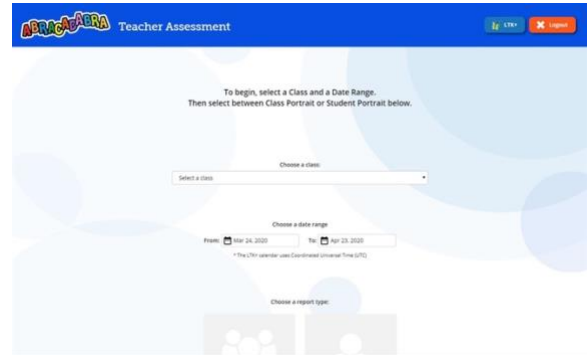 ABRACADABRA Teacher Assessment
LTK+
Logout
To begin, select a Class and a Date Range.
Then select between Class Portrait or Student Portrait below.
Choose a class:
Select a class
Choose a date range
From: Mar 24, 2020 To: Apr 23, 2020
* The LTK+ calendar uses Coordinated Universal Time (UTC)
Choose a report type: